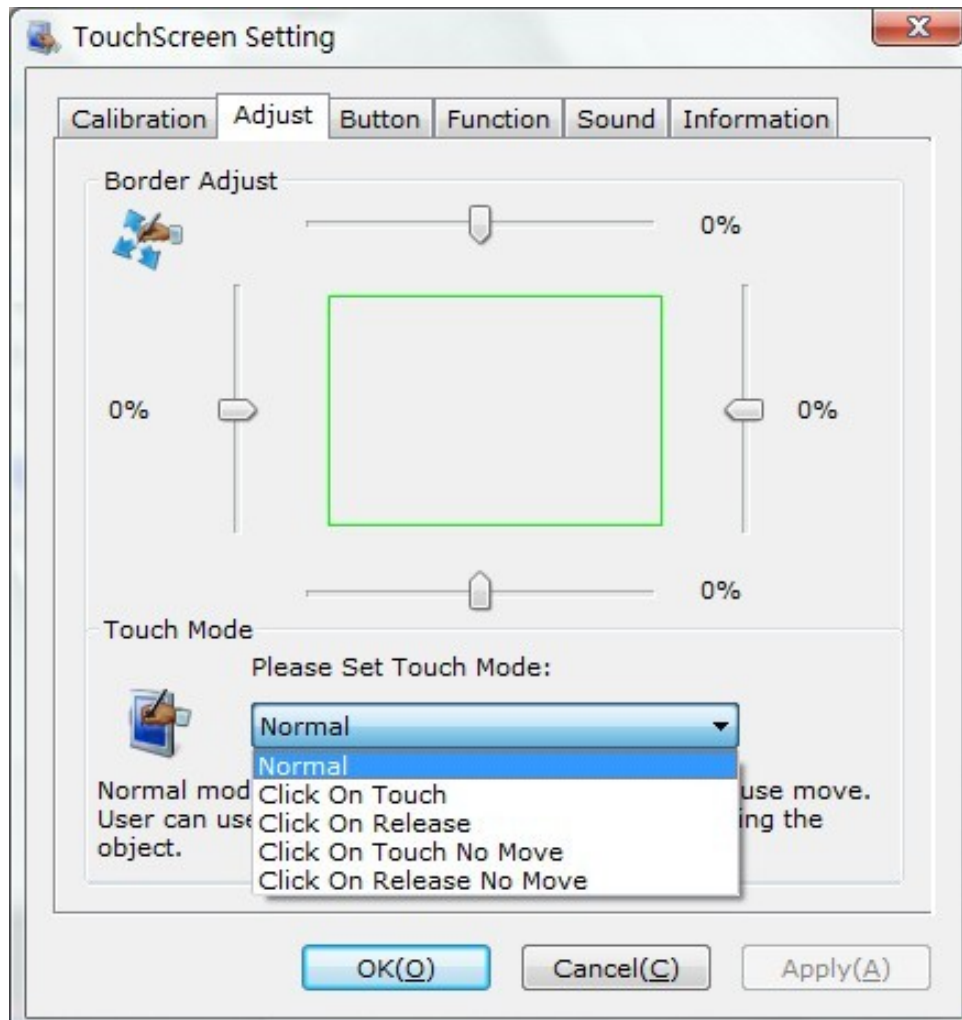 TouchScreen Setting
Calibration Adjust Button Function Sound Information
Border Adjust
0%
0% 0%
0%
Touch Mode
Please Set Touch Mode:
Normal
Normal
Click On Touch
Click On Release
Click On Touch No Move
Click On Release No Move
Normal use move.
User can use ing the
object.
OK(O) Cancel(C) Apply(A)